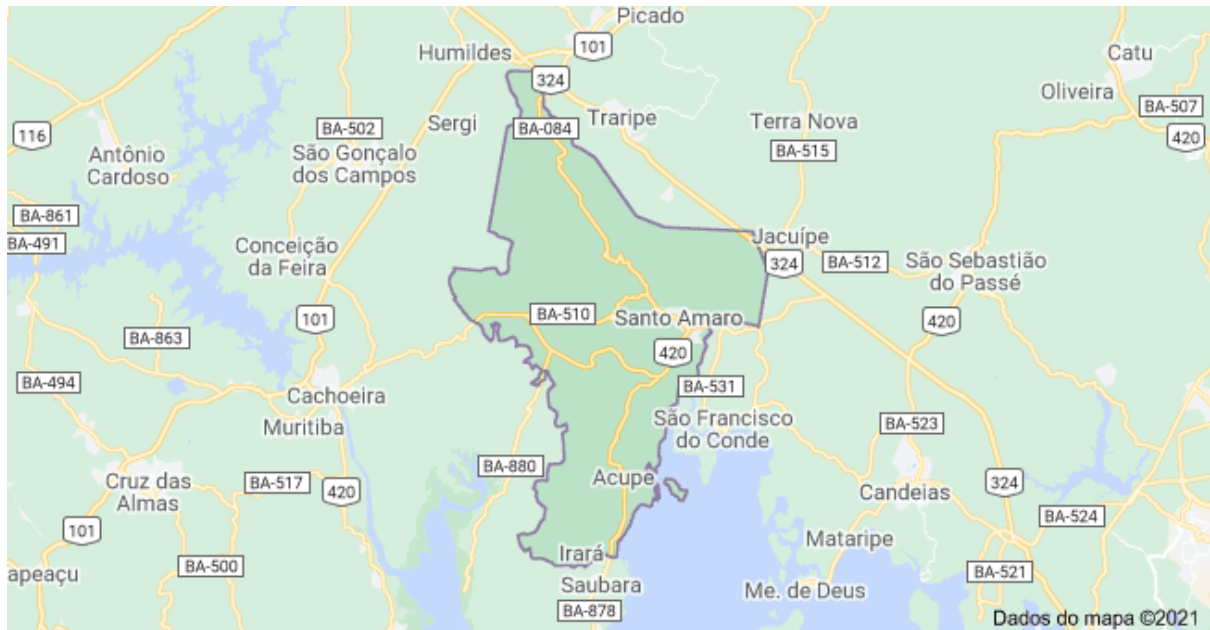 Picado
Humildes
101
Catu
324
Oliveira
BA-507
116
BA-502
Sergi
BA-084
Traripe
Terra Nova
420
Antônio
Cardoso
São Gonçalo
dos Campos
BA-515
BA-861
BA-491
Conceição
da Feira
Jacuípe
324
BA-512
São Sebastião
do Passé
101
BA-510
Santo Amaro
420
BA-863
420
BA-494
Cachoeira
BA-531
Muritiba
São Francisco
do Conde
BA-523
BA-880
Cruz das
Almas
BA-517
420
Acupe
Candeias
324
101
BA-524
Mataripe
Irará
apeaçu
BA-500
Saubara
Me. de Deus
BA-521
BA-878
Dados do mapa ©2021